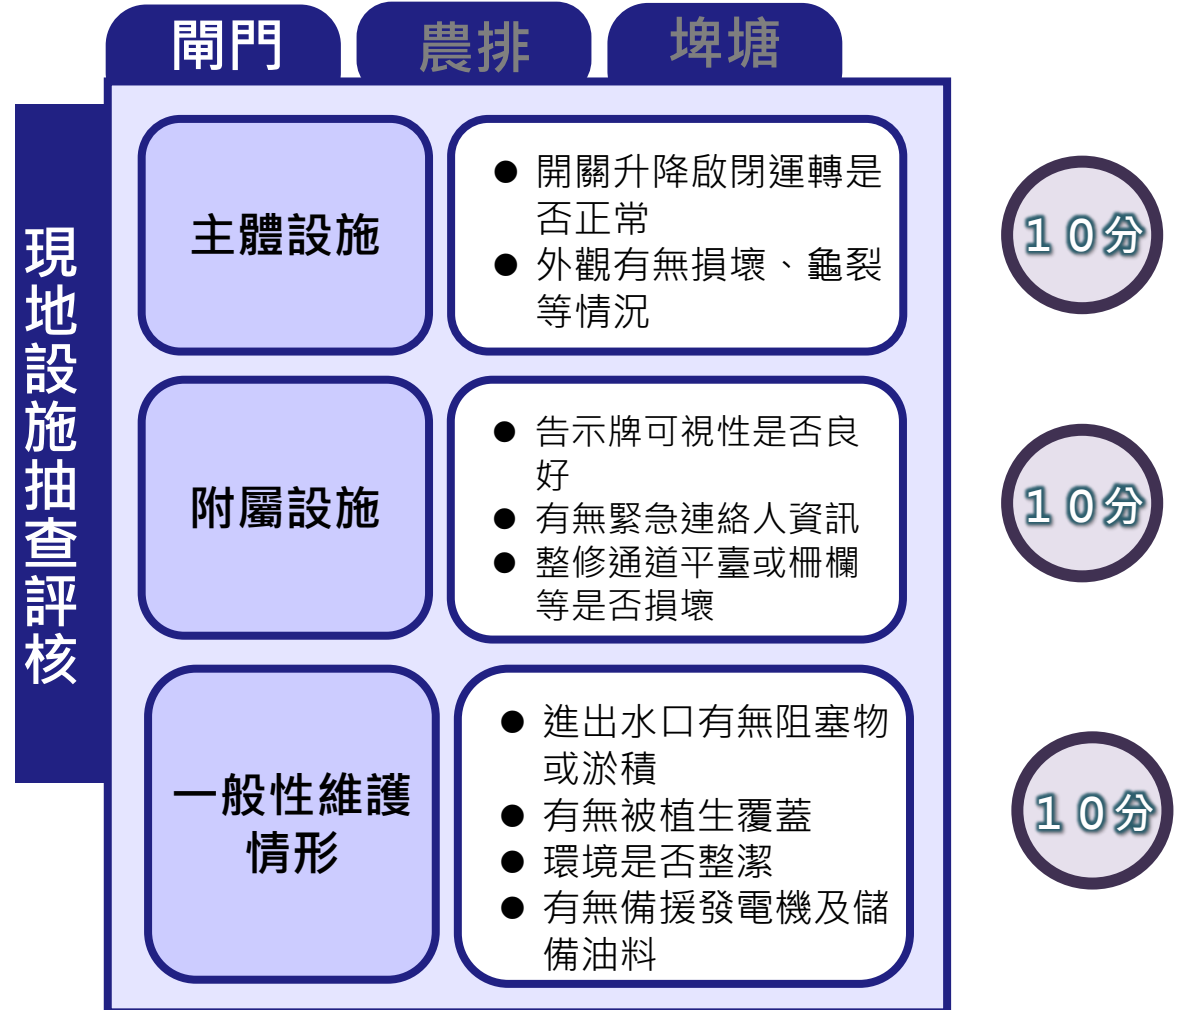 閘門
農排
埤塘
現地設施抽查評核
主體設施
● 開關升降啟閉運轉是
否正常
● 外觀有無損壞、龜裂
等情況
１０分
附屬設施
● 告示牌可視性是否良
好
● 有無緊急連絡人資訊
● 整修通道平臺或柵欄
等是否損壞
１０分
一般性維護
情形
● 進出水口有無阻塞物
或淤積
● 有無被植生覆蓋
● 環境是否整潔
● 有無備援發電機及儲
備油料
１０分